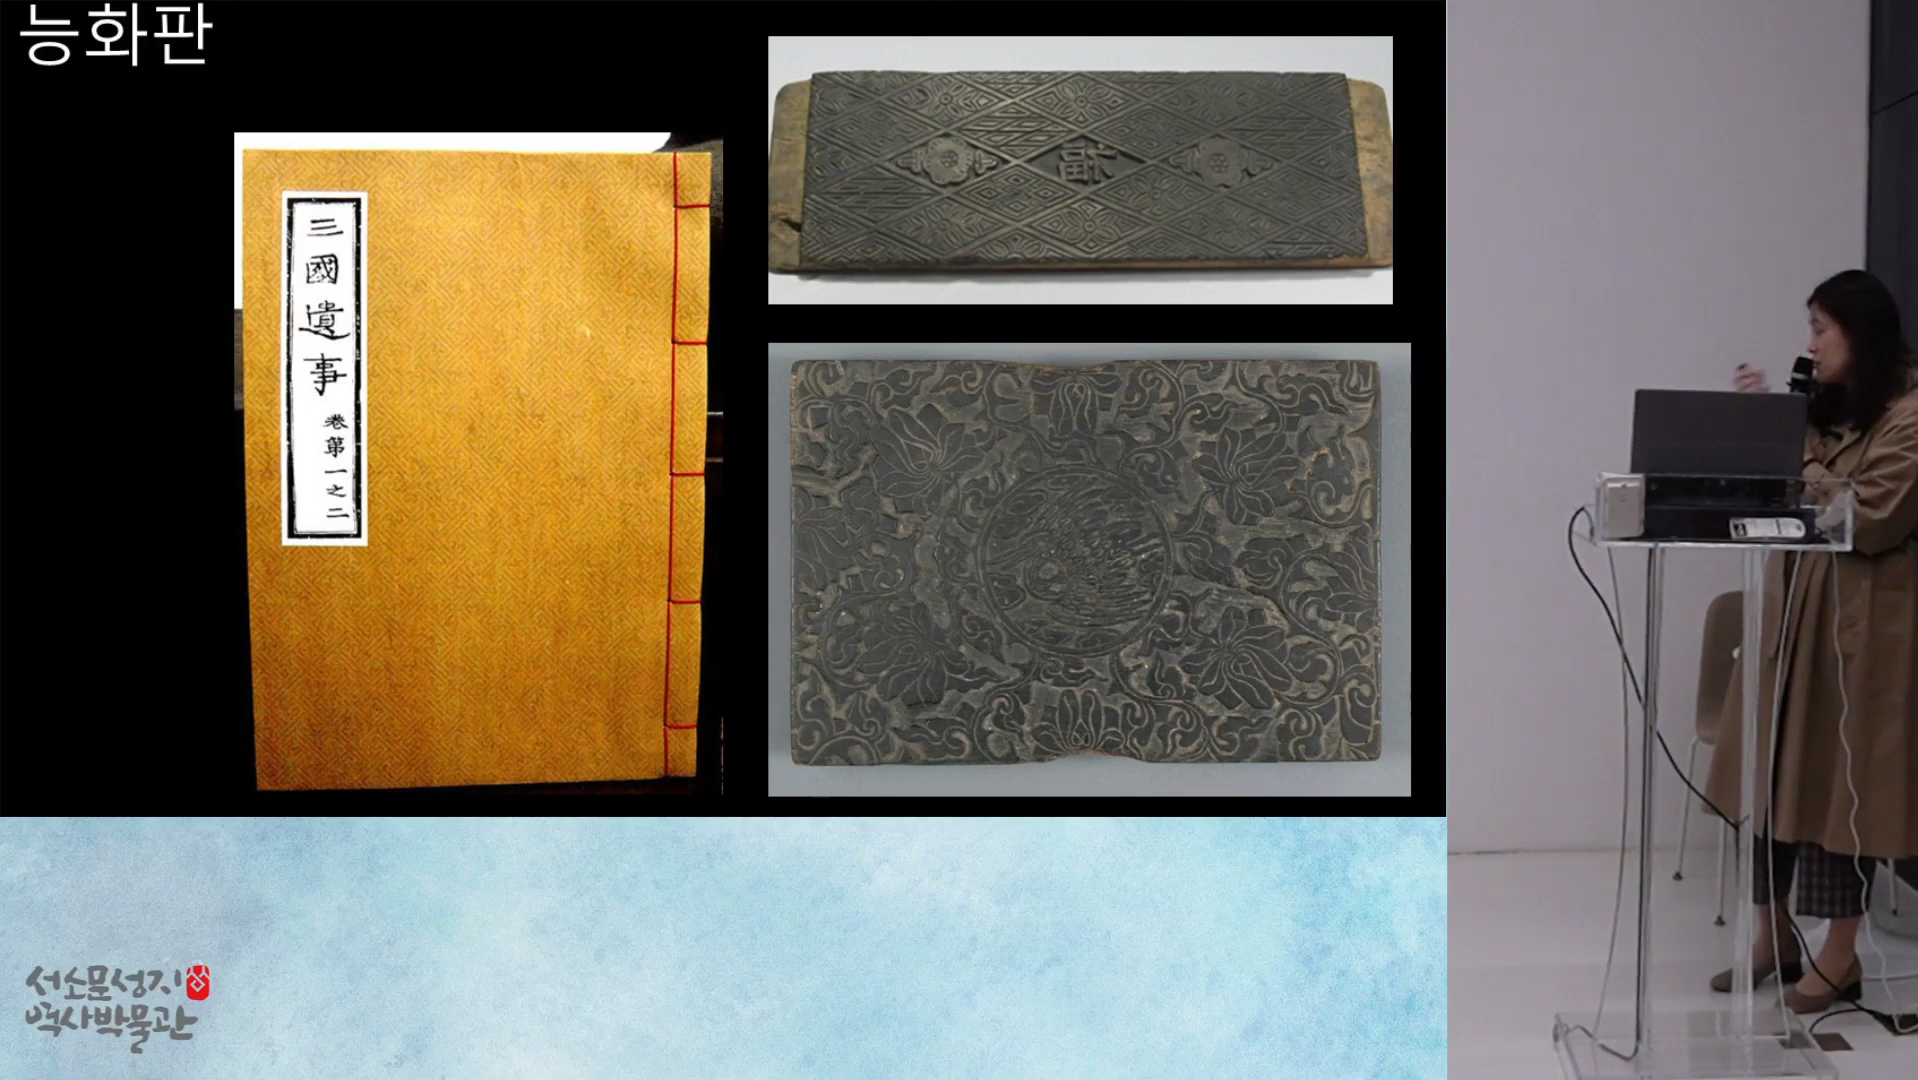 능화판
三國遺事
卷第一之二
福
서소문성지
역사박물관